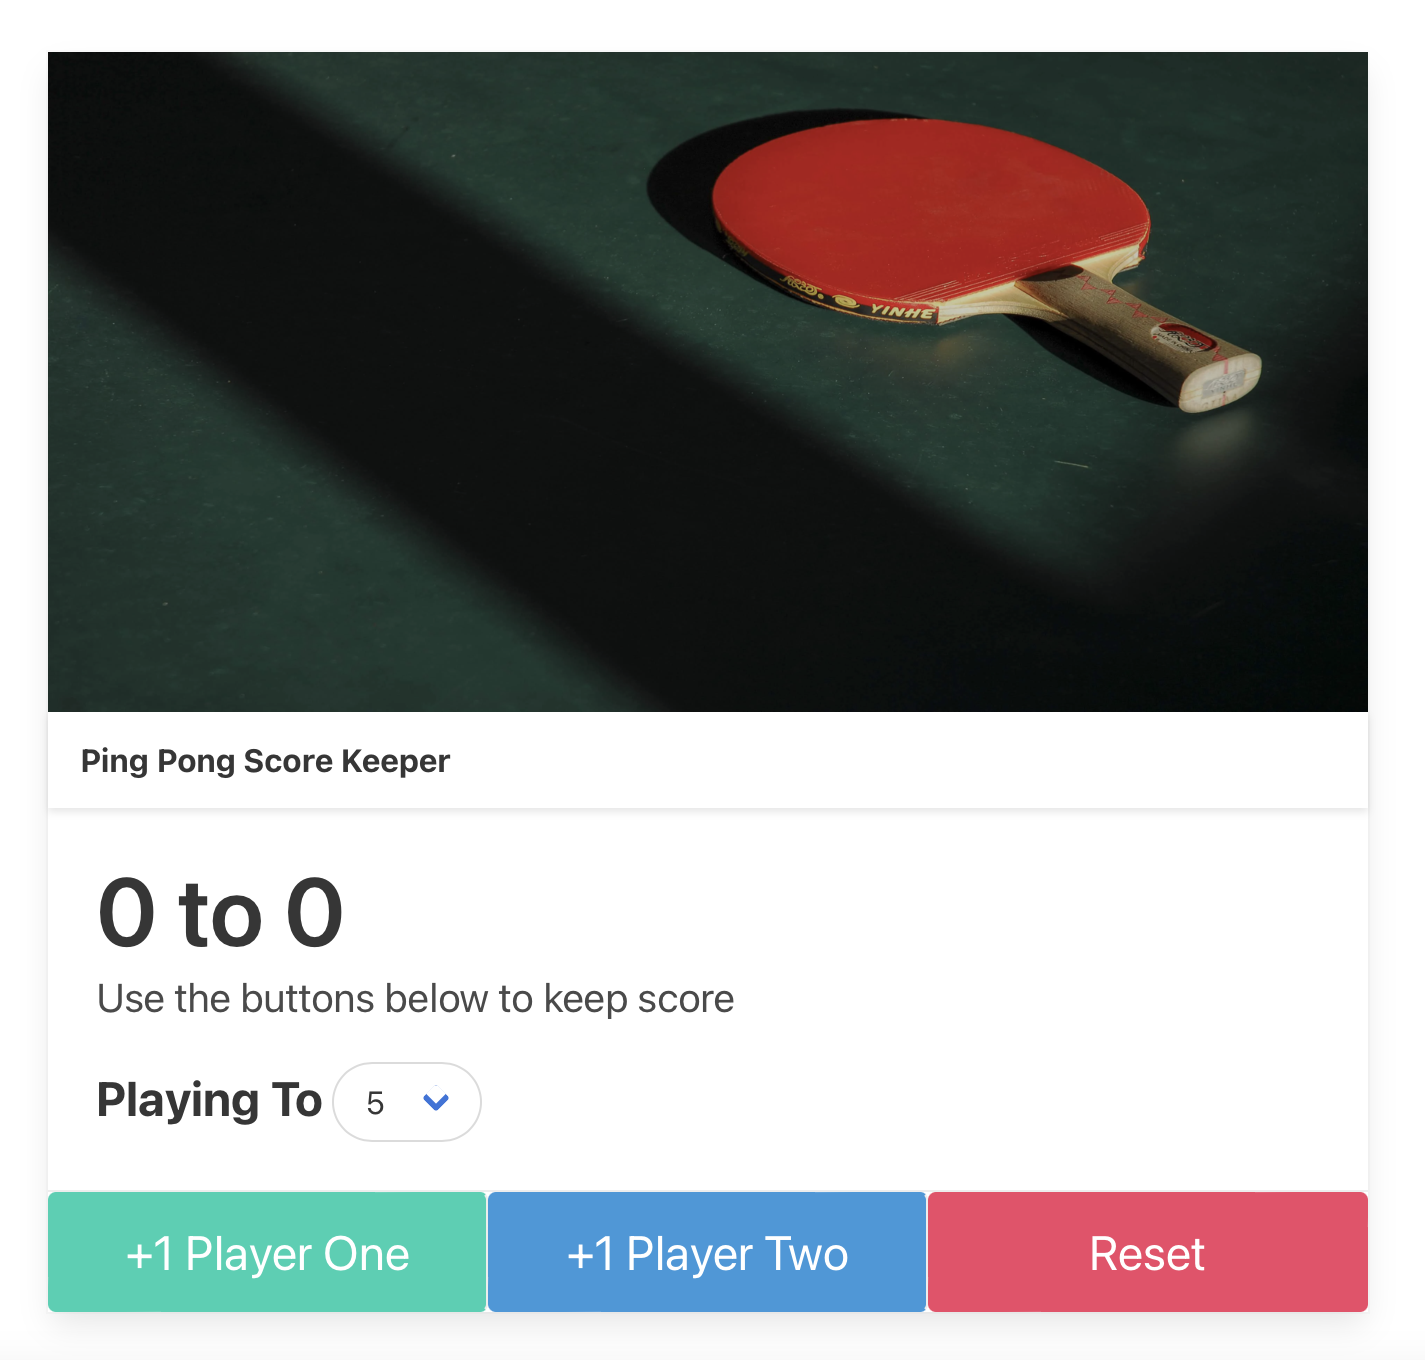 YINHE
Ping Pong Score Keeper
0 to 0
Use the buttons below to keep score
Playing To 5
+1 Player One +1 Player Two Reset